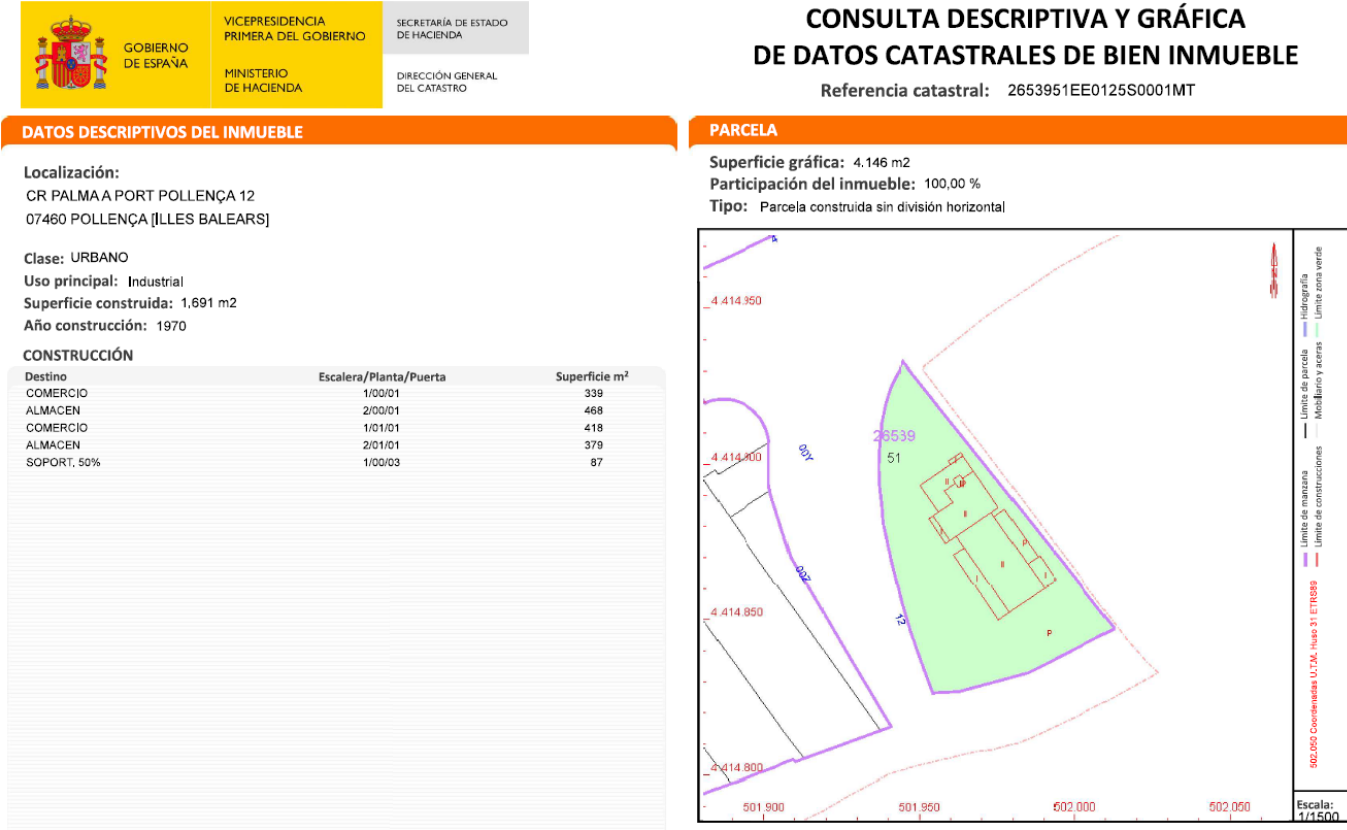 GOBIERNO
DE ESPAÑA
VICEPRESIDENCIA
PRIMERA DEL GOBIERNO
MINISTERIO
DE HACIENDA
SECRETARÍA DE ESTADO
DE HACIENDA
DIRECCIÓN GENERAL
DEL CATASTRO
CONSULTA DESCRIPTIVA Y GRÁFICA
DE DATOS CATASTRALES DE BIEN INMUEBLE
Referencia catastral: 2653951EE0125S0001MT
DATOS DESCRIPTIVOS DEL INMUEBLE
Localización:
CR PALMA A PORT POLLENÇA 12
07460 POLLENÇA [ILLES BALEARS]
Clase: URBANO
Uso principal: Industrial
Superficie construida: 1,691 m2
Año construcción: 1970
CONSTRUCCIÓN
Destino Escalera/Planta/Puerta Superficie m²
COMERCIO 1/00/01 339
ALMACEN 2/00/01 468
COMERCIO 1/01/01 418
ALMACEN 2/01/01 379
SOPORT, 50% 1/00/03 87
PARCELA
Superficie gráfica: 4.146 m2
Participación del inmueble: 100,00 %
Tipo: Parcela construida sin división horizontal
4.414.950
26539
51
4.414.900
00Y
II
II
I
P
II
I
I
00Z
4.414.850
12
P
4.414.800
501.900
501.950
502.000
502.050
Hidrografía
Límite zona verde
Límite de parcela
Mobiliario y aceras
Límite de manzana
Límite de construcciones
502.050 Coordenadas U.T.M. Huso 31 ETRS89
Escala:
1/1500